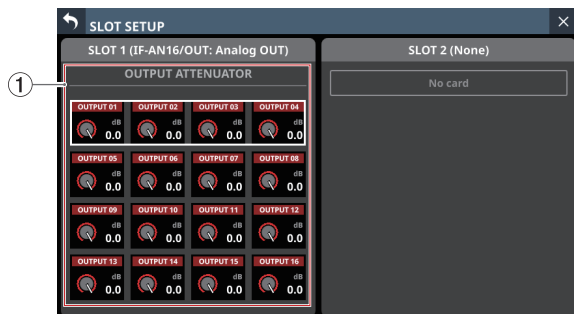 SLOT SETUP
SLOT 1 (IF-AN16/OUT: Analog OUT)
SLOT 2 (None)
1
OUTPUT ATTENUATOR
No card
OUTPUT 01 OUTPUT 02 OUTPUT 03 OUTPUT 04
dB dB dB dB
0.0 0.0 0.0 0.0
OUTPUT 05 OUTPUT 06 OUTPUT 07 OUTPUT 08
dB dB dB dB
0.0 0.0 0.0 0.0
OUTPUT 09 OUTPUT 10 OUTPUT 11 OUTPUT 12
dB dB dB dB
0.0 0.0 0.0 0.0
OUTPUT 13 OUTPUT 14 OUTPUT 15 OUTPUT 16
dB dB dB dB
0.0 0.0 0.0 0.0